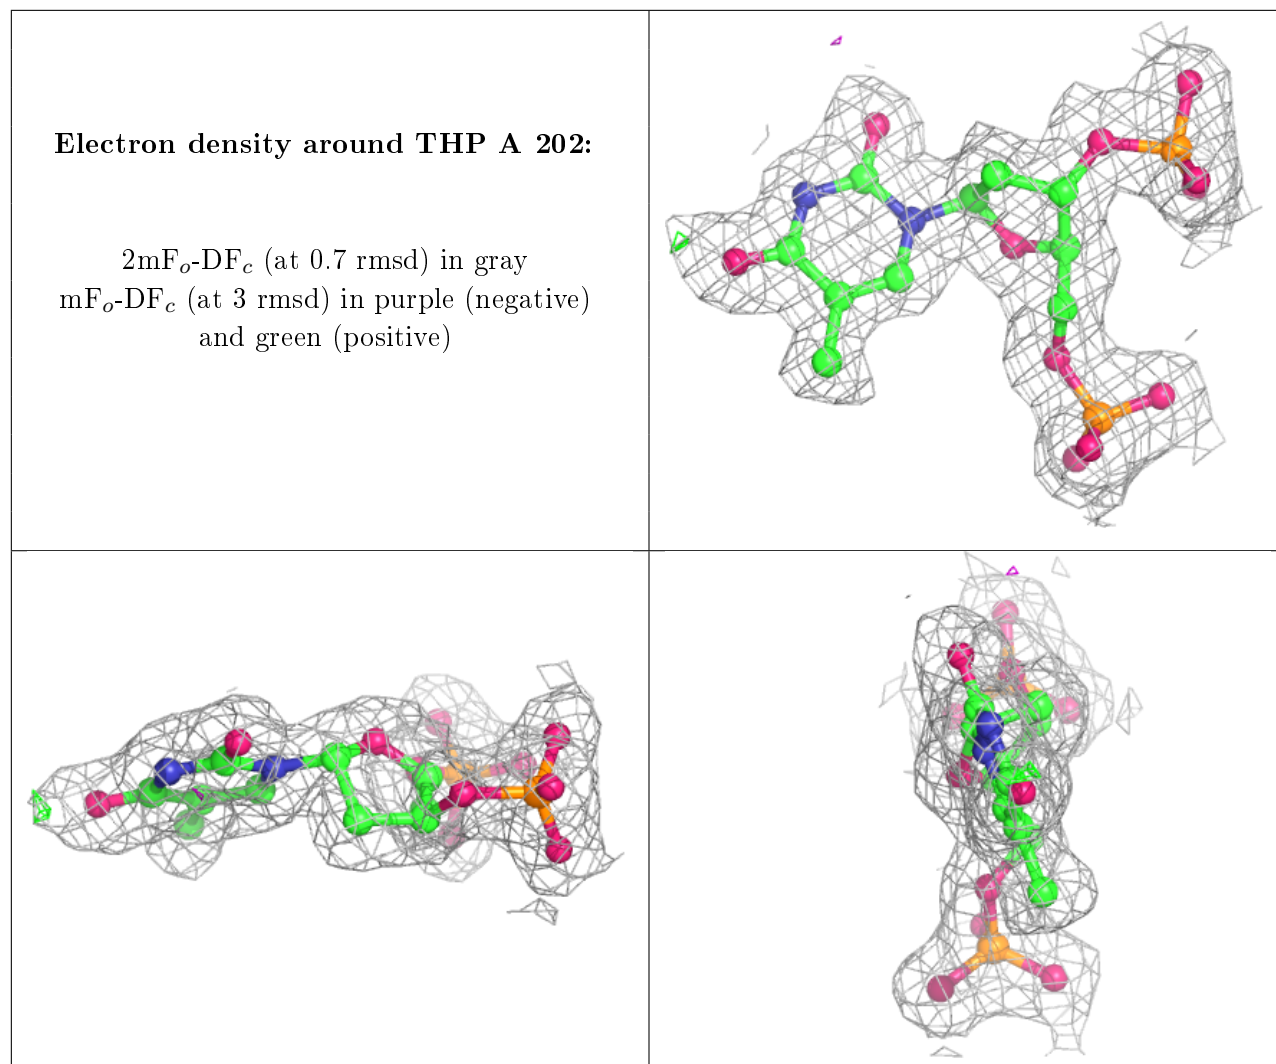 Electron density around THP A 202:
2mFo-DFc (at 0.7 rmsd) in gray
mFo-DFc (at 3 rmsd) in purple (negative)
and green (positive)